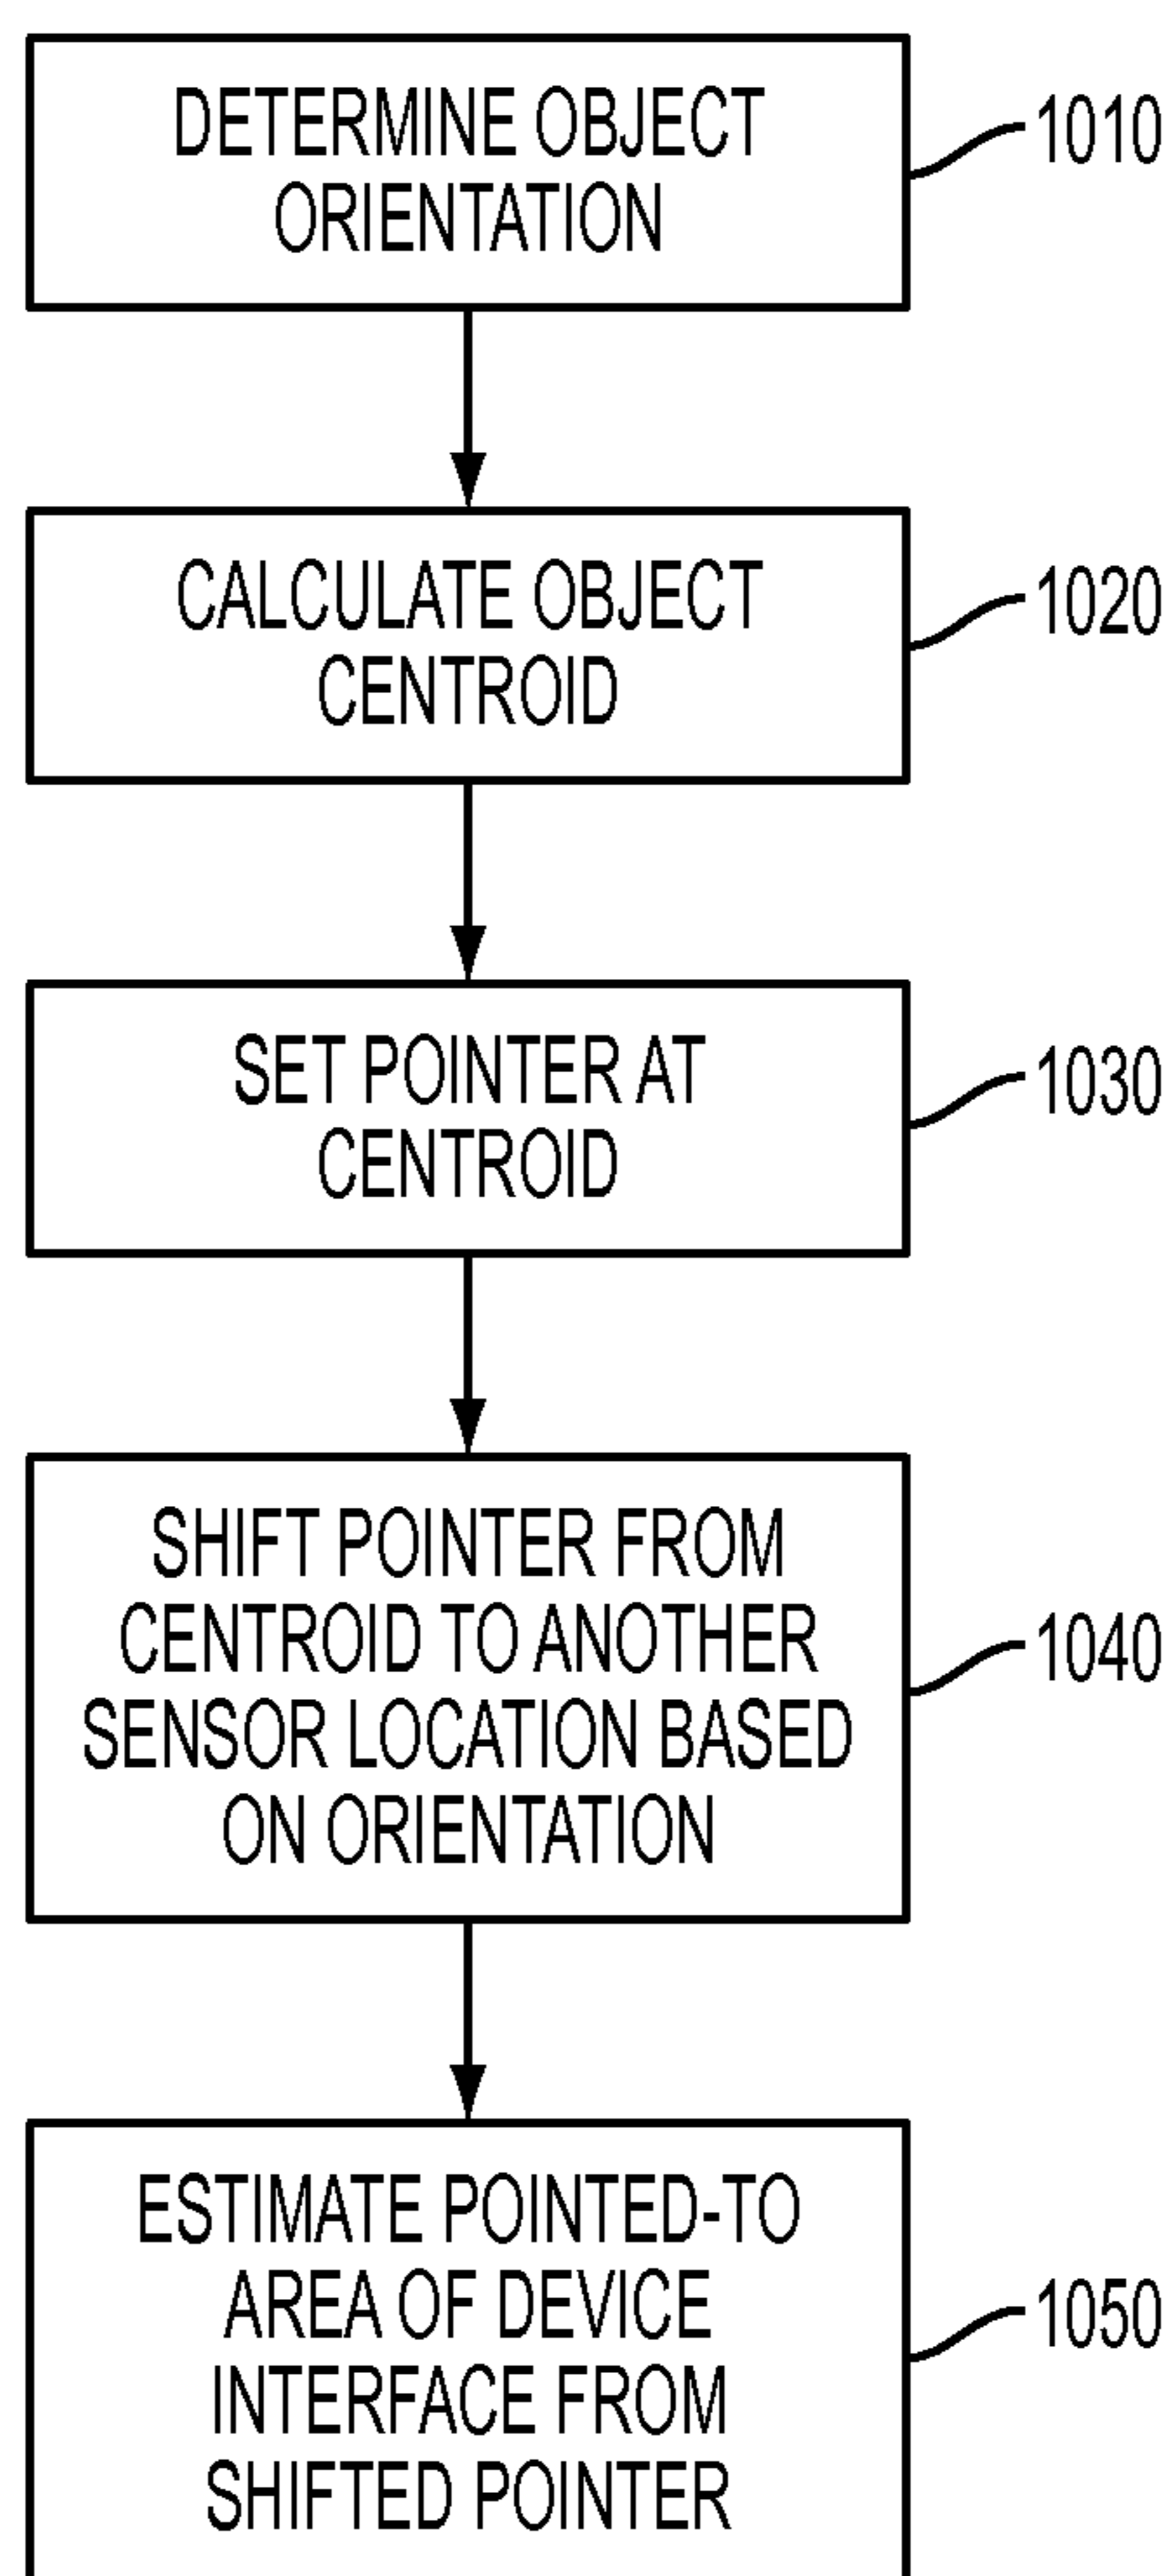 DETERMINE OBJECT
ORIENTATION
1010
CALCULATE OBJECT
CENTROID
1020
SET POINTER AT
CENTROID
1030
SHIFT POINTER FROM
CENTROID TO ANOTHER
SENSOR LOCATION BASED
ON ORIENTATION
1040
ESTIMATE POINTED-TO
AREA OF DEVICE
INTERFACE FROM
SHIFTED POINTER
1050